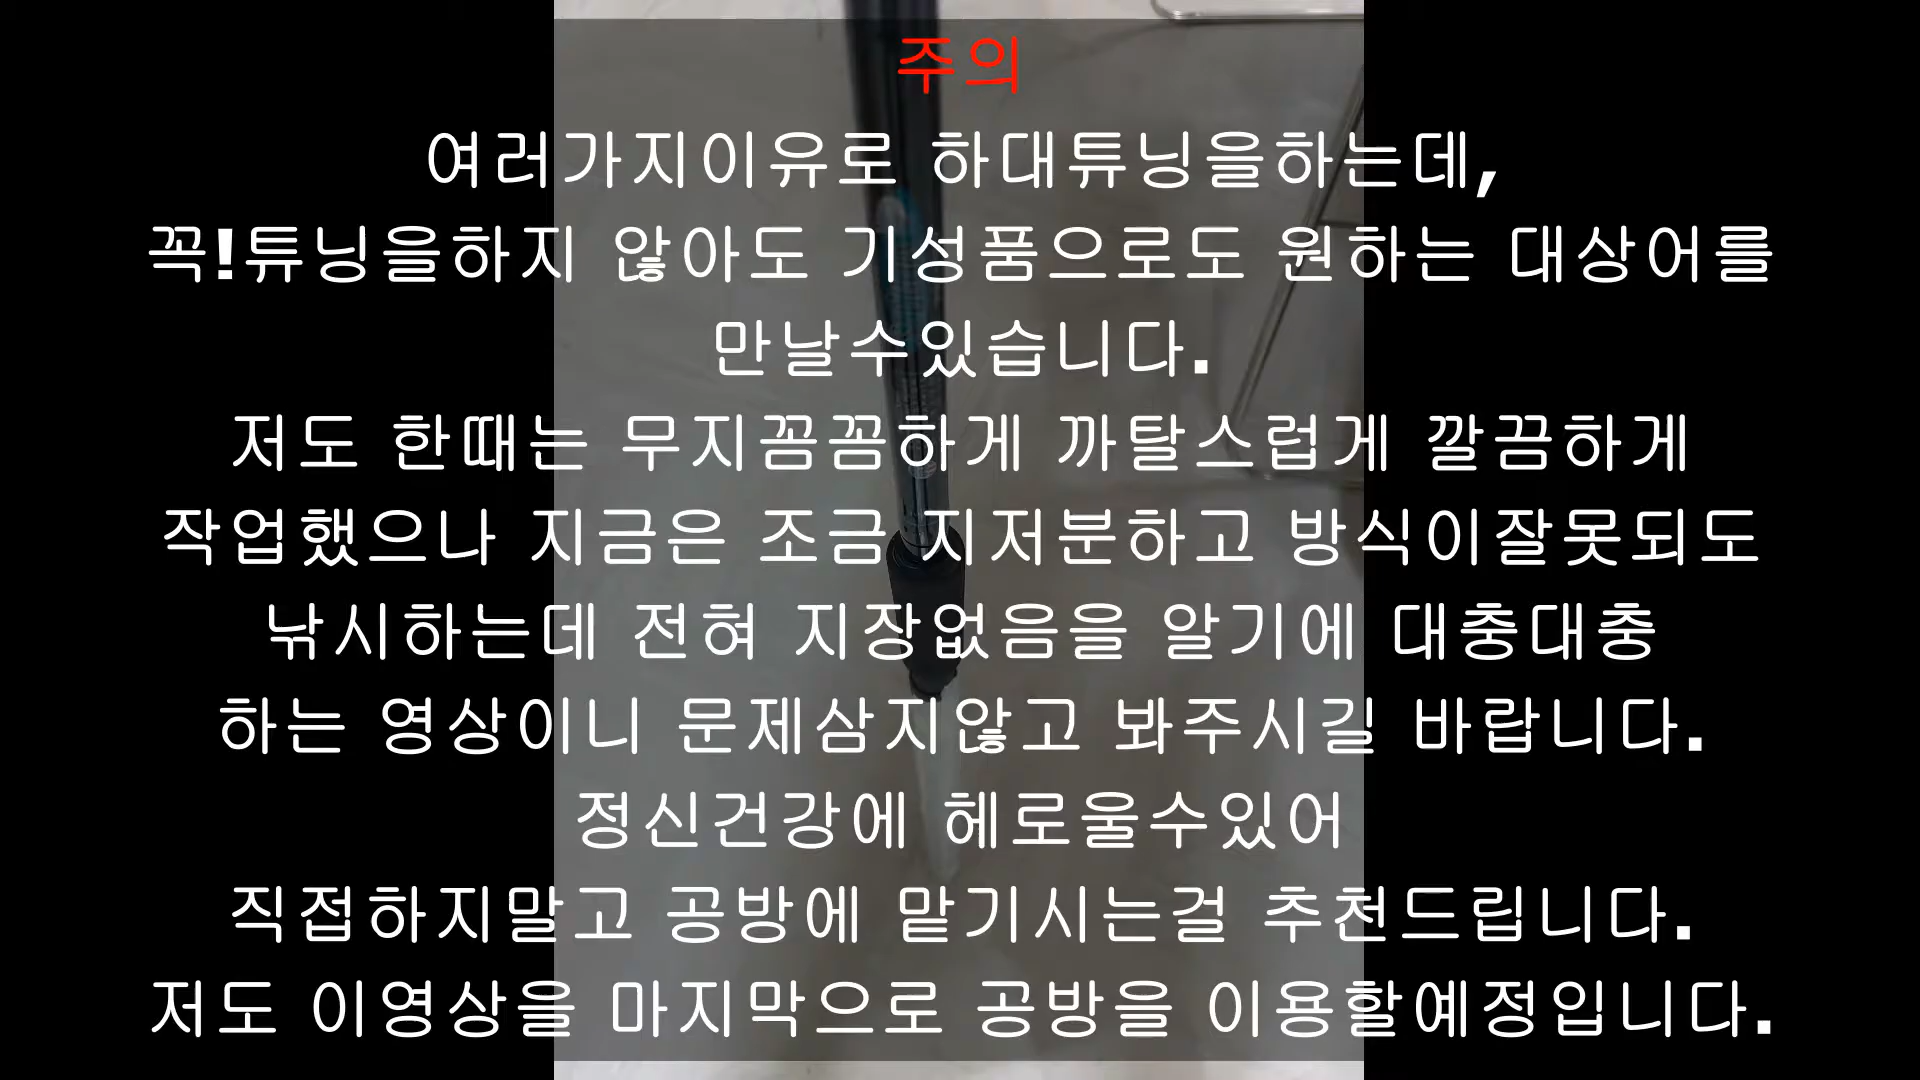 주의
여러가지이유로 하대튜닝을하는데,
꼭!튜닝을하지 않아도 기성품으로도 원하는 대상어를
만날수있습니다.
저도 한때는 무지꼼꼼하게 까탈스럽게 깔끔하게
작업했으나 지금은 조금 지저분하고 방식이잘못되도
낚시하는데 전혀 지장없음을 알기에 대충대충
하는 영상이니 문제삼지않고 봐주시길 바랍니다.
정신건강에 헤로울수있어
직접하지말고 공방에 맡기시는걸 추천드립니다.
저도 이영상을 마지막으로 공방을 이용할예정입니다.